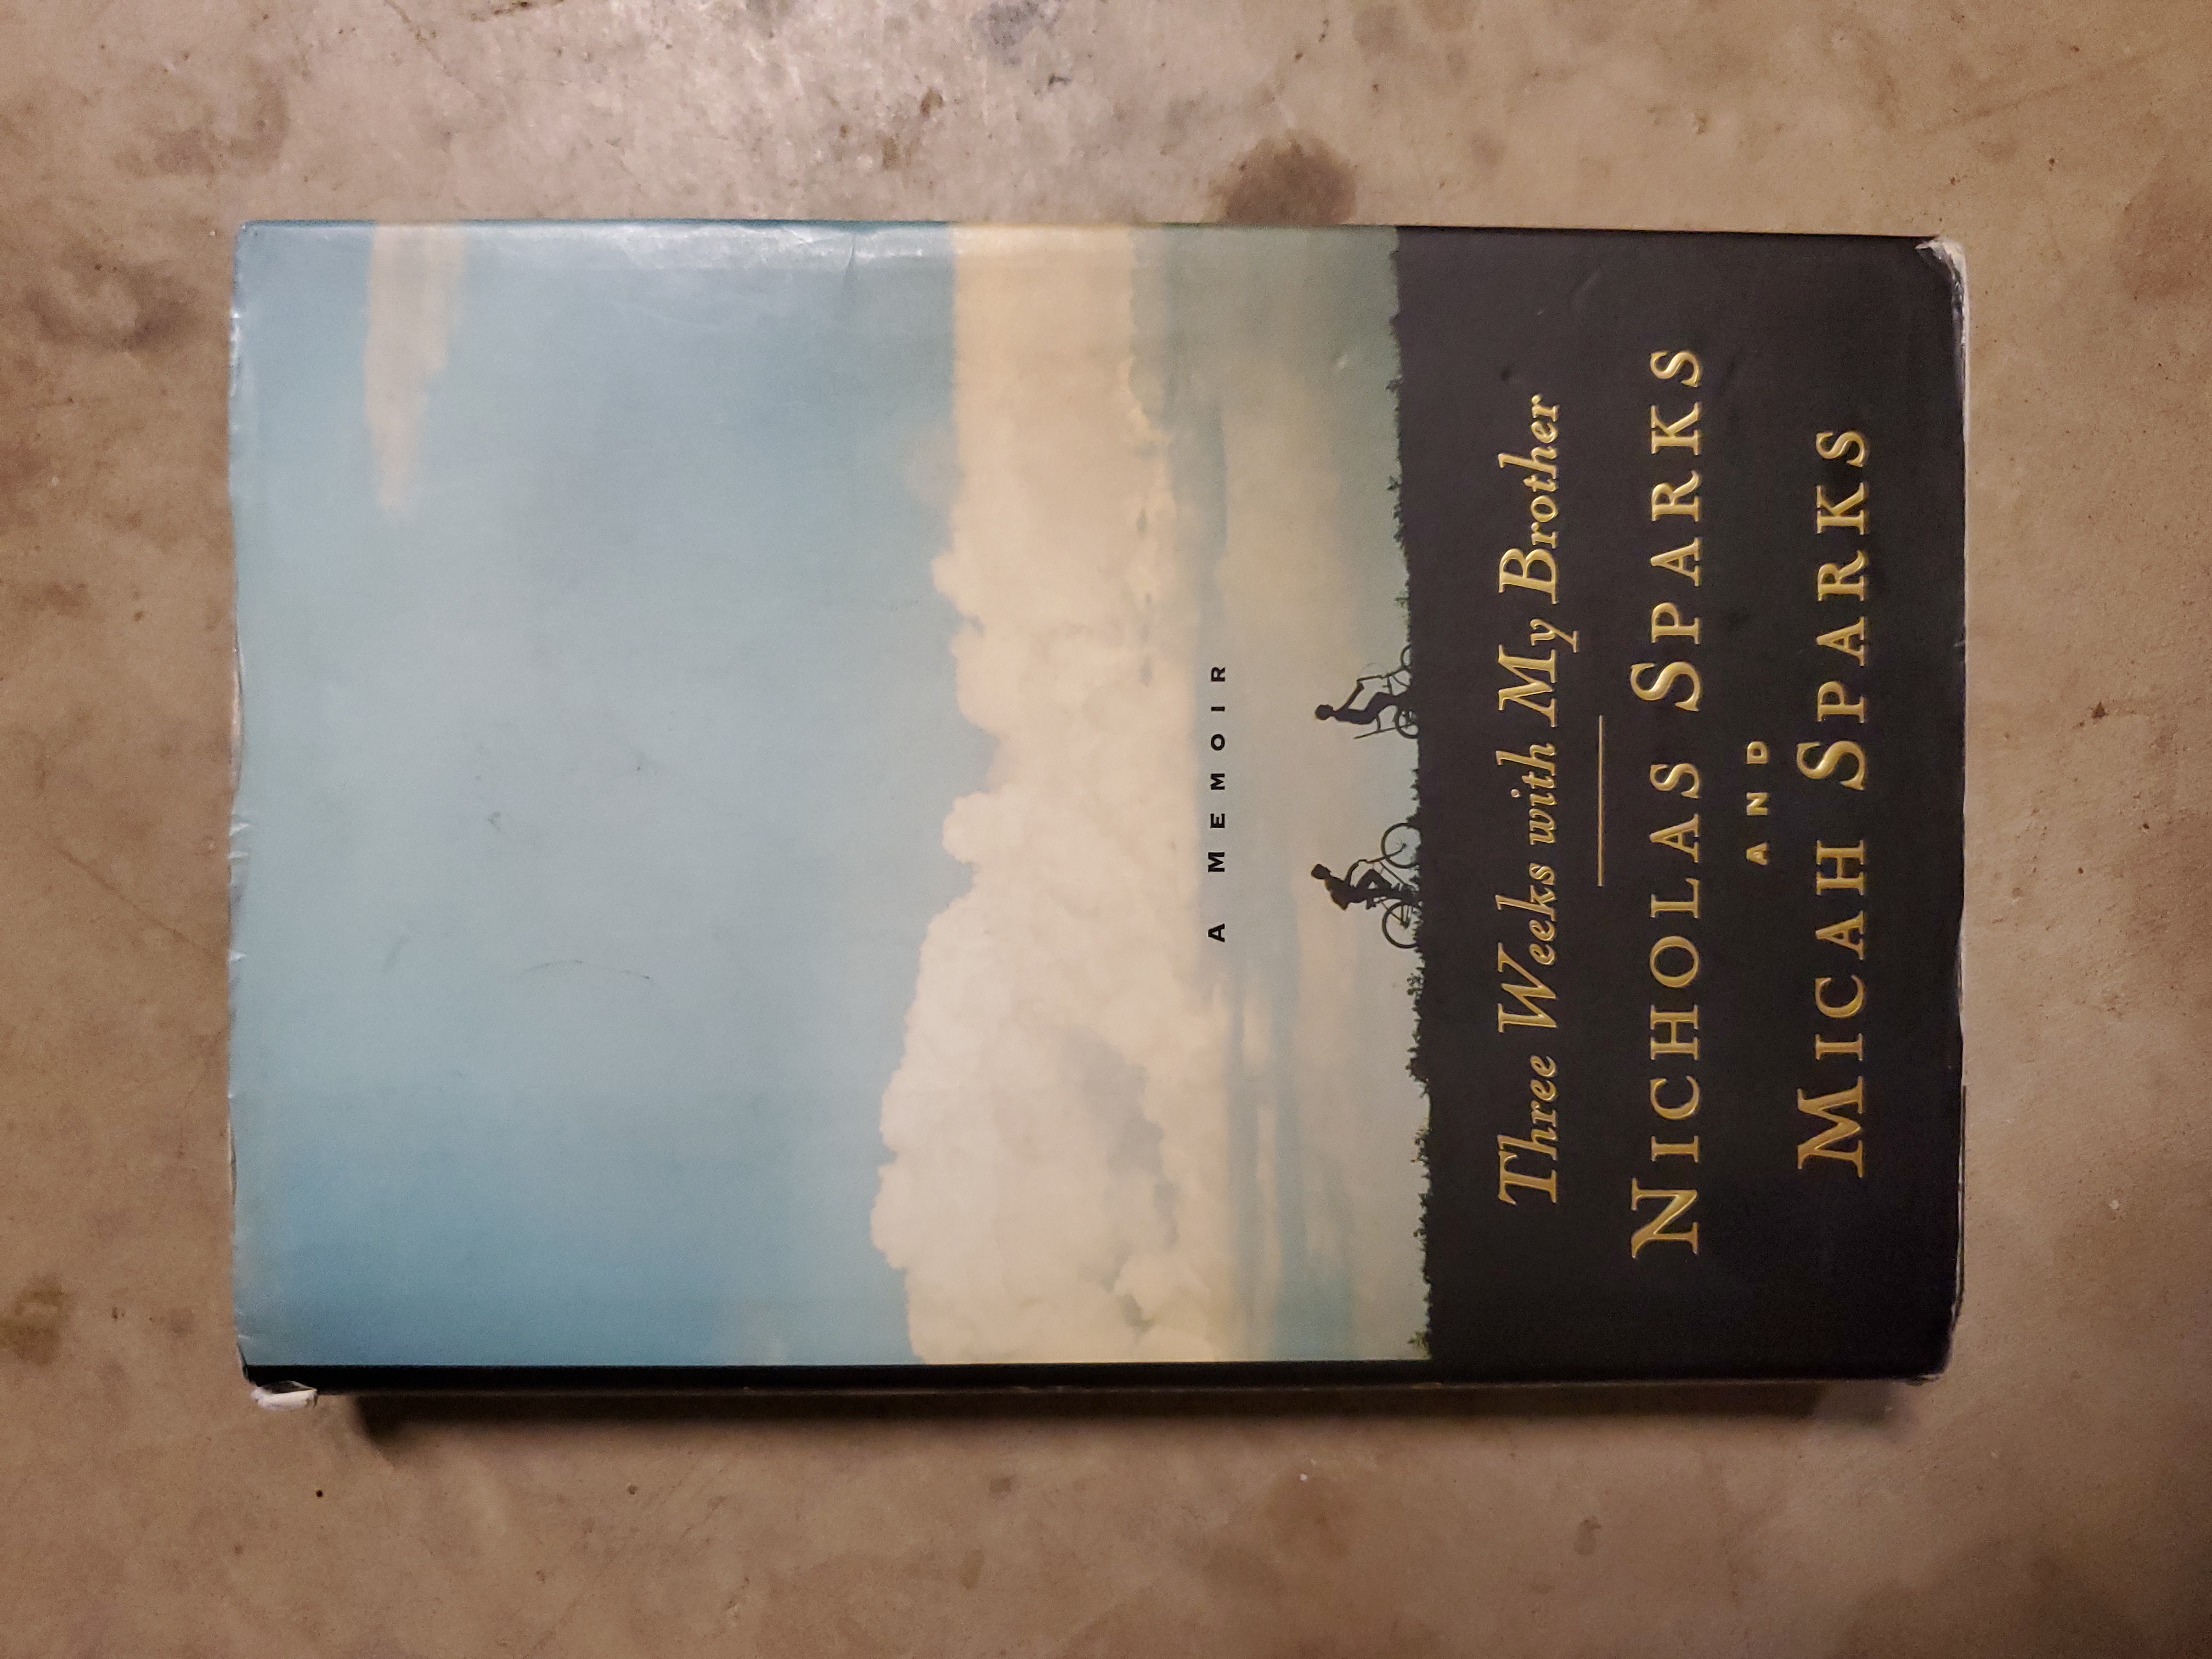 A MEMOIR
Three Weeks with My Brother
NICHOLAS SPARKS
AND
MICAH SPARKS